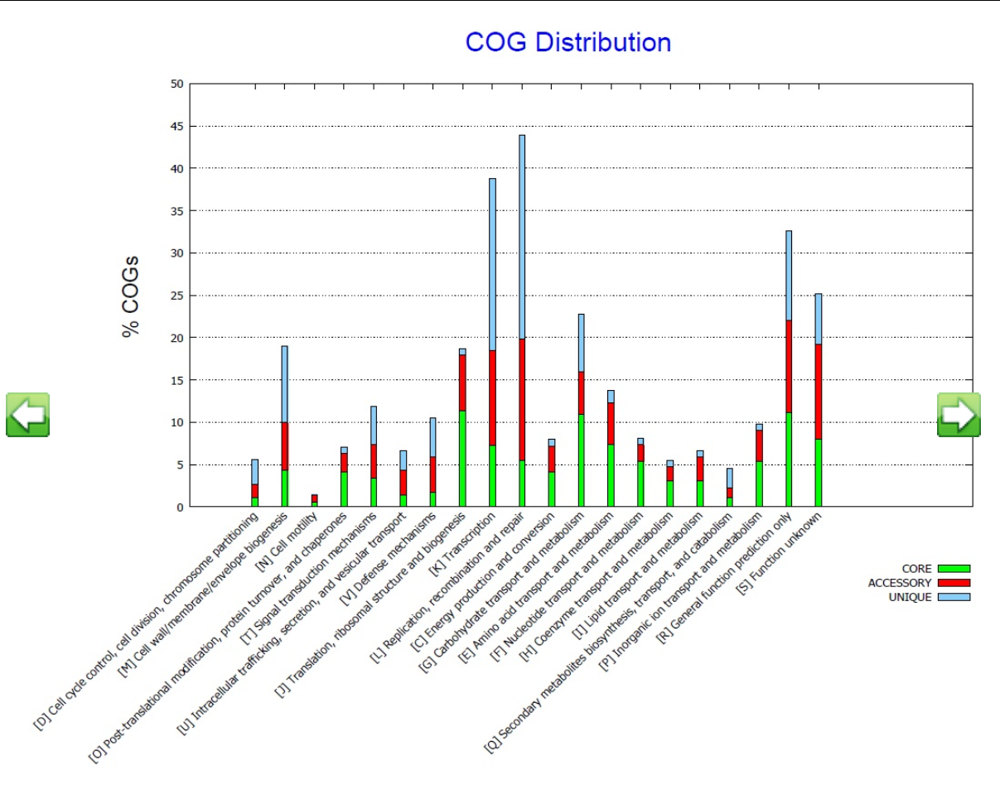 COG Distribution
50
45
40
35
30
25
20
15
10
5
0
% COGs
[D] Cell cycle control, cell division, chromosome partitioning
[M] Cell wall/membrane/envelope biogenesis
[N] Cell motility
[O] Post-translational modification, protein turnover, and chaperones
[T] Signal transduction mechanisms
[U] Intracellular trafficking, secretion, and vesicular transport
[V] Defense mechanisms
[J] Translation, ribosomal structure and biogenesis
[K] Transcription
[L] Replication, recombination and repair
[C] Energy production and conversion
[G] Carbohydrate transport and metabolism
[E] Amino acid transport and metabolism
[F] Nucleotide transport and metabolism
[H] Coenzyme transport and metabolism
[I] Lipid transport and metabolism
[Q] Secondary metabolites biosynthesis, transport, and catabolism
[P] Inorganic ion transport and metabolism
[R] General function prediction only
[S] Function unknown
CORE
ACCESSORY
UNIQUE